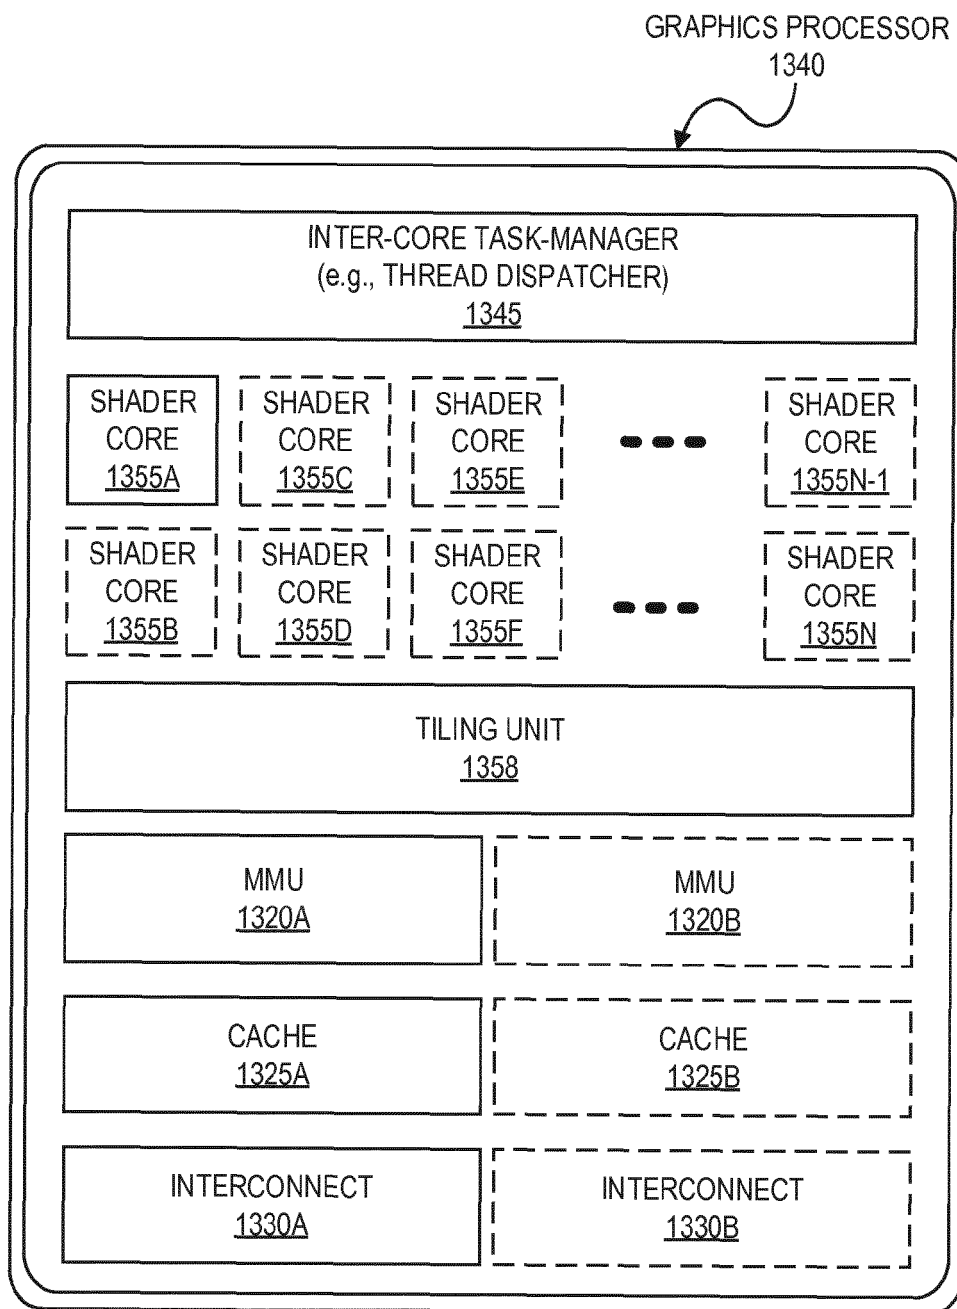 GRAPHICS PROCESSOR
1340
INTER-CORE TASK-MANAGER
(e.g., THREAD DISPATCHER)
1345
SHADER
CORE
1355A
SHADER
CORE
1355C
SHADER
CORE
1355E
SHADER
CORE
1355N-1
SHADER
CORE
1355B
SHADER
CORE
1355D
SHADER
CORE
1355F
SHADER
CORE
1355N
TILING UNIT
1358
MMU
1320A
MMU
1320B
CACHE
1325A
CACHE
1325B
INTERCONNECT
1330A
INTERCONNECT
1330B